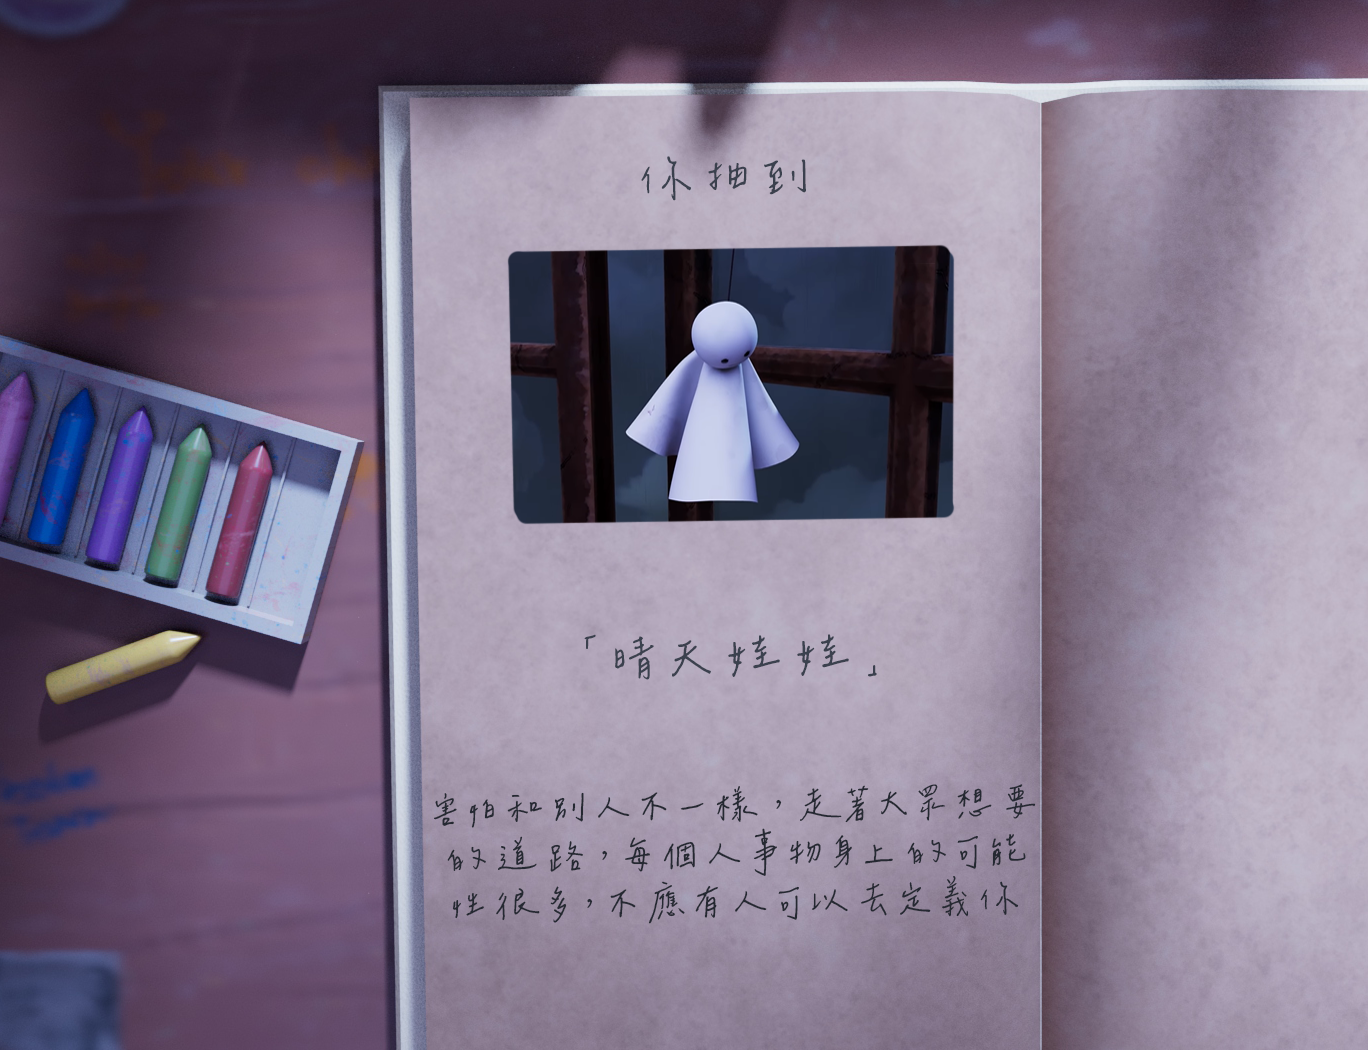 你抽到
「晴天娃娃」
害怕和別人不一樣，走著大眾想要
的道路，每個人事物身上的可能
性很多，不應有人可以去定義你